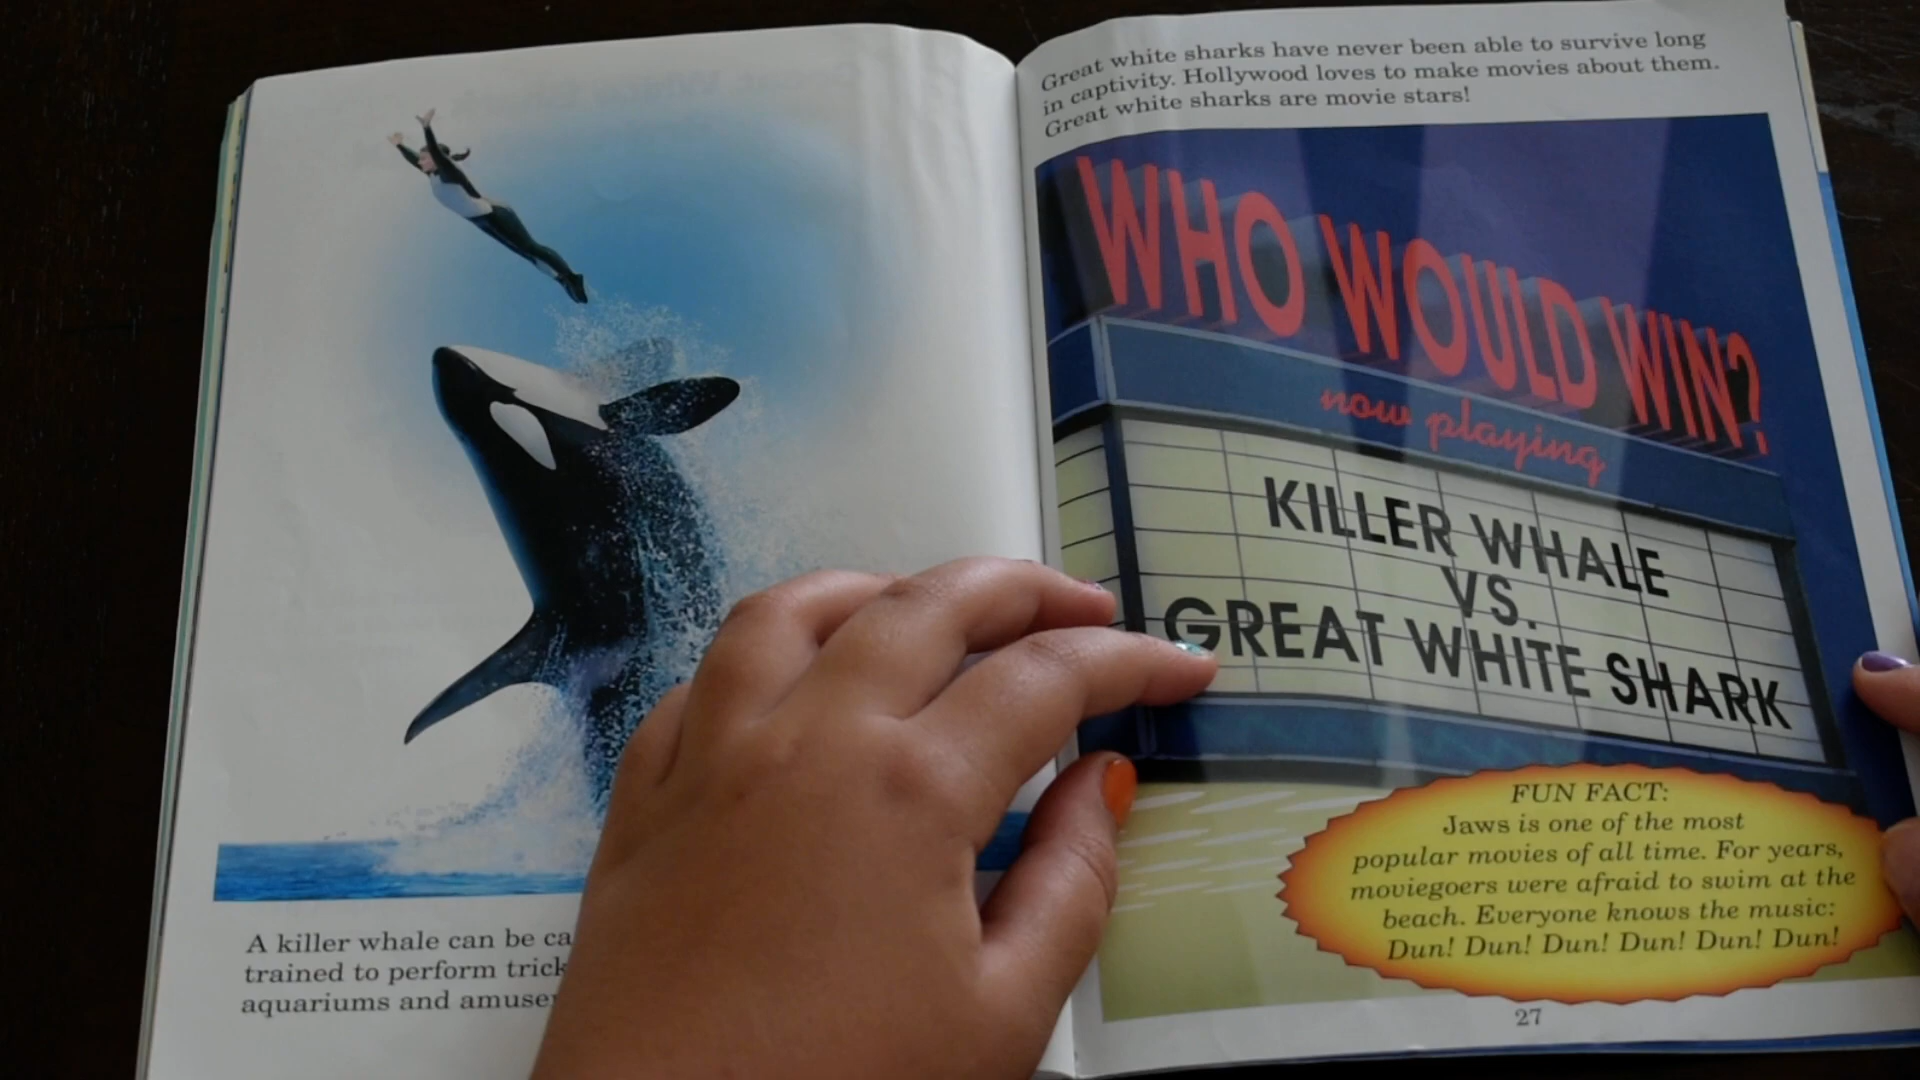 A killer whale can be
trained to perform
aquariums and
Great white sharks have never been able to survive long
in captivity. Hollywood loves to make movies about them.
Great white sharks are movie stars!
WHO WOULD WIN?
now playing
KILLER WHALE
VS.
GREAT WHITE SHARK
FUN FACT:
Jaws is one of the most
popular movies of all time. For years,
moviegoers were afraid to swim at the
beach. Everyone knows the music:
Dun! Dun! Dun! Dun! Dun! Dun!
27